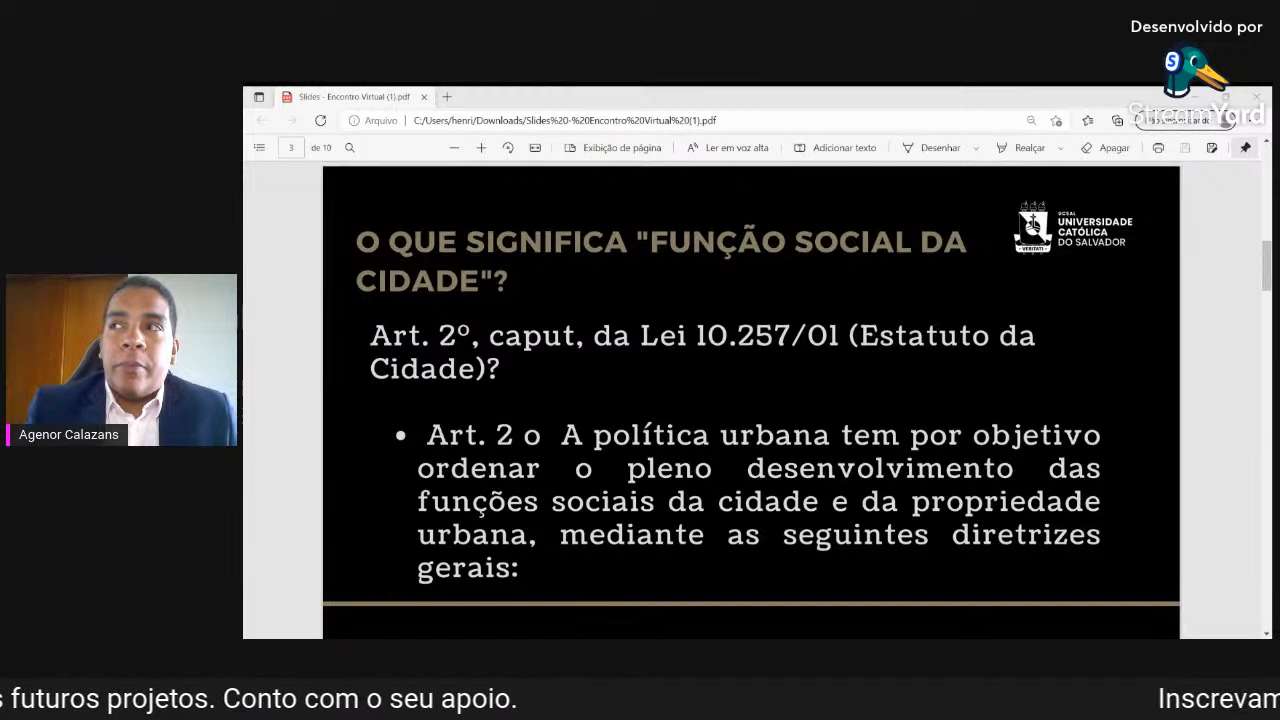 Desenvolvido por
StreamYard
Slides - Encontro Virtual (1).pdf
Arquivo
C:/Users/henri/Downloads/Slides%20-%20Encontro%20Virtual%20(1).pdf
3 de 10
Exibição de página
Ler em voz alta
Adicionar texto
Desenhar
Realçar
Apagar
O QUE SIGNIFICA "FUNÇÃO SOCIAL DA
CIDADE"?
UCSAL
UNIVERSIDADE
CATÓLICA
DO SALVADOR
VERITATI
Art. 2º, caput, da Lei 10.257/01 (Estatuto da
Cidade)?
• Art. 2 o A política urbana tem por objetivo
ordenar o pleno desenvolvimento das
funções sociais da cidade e da propriedade
urbana, mediante as seguintes diretrizes
gerais:
Agenor Calazans
s futuros projetos. Conto com o seu apoio.
Inscrevam